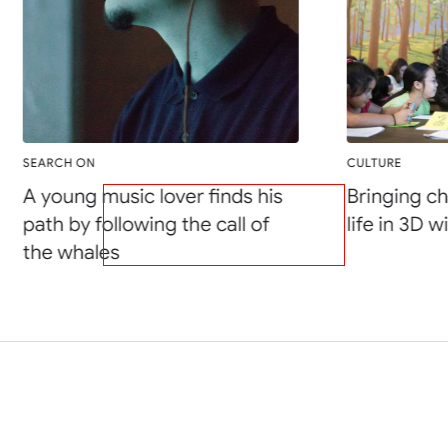 SEARCH ON
A young music lover finds his
path by following the call of
the whales
CULTURE
Bringing ch
life in 3D wi